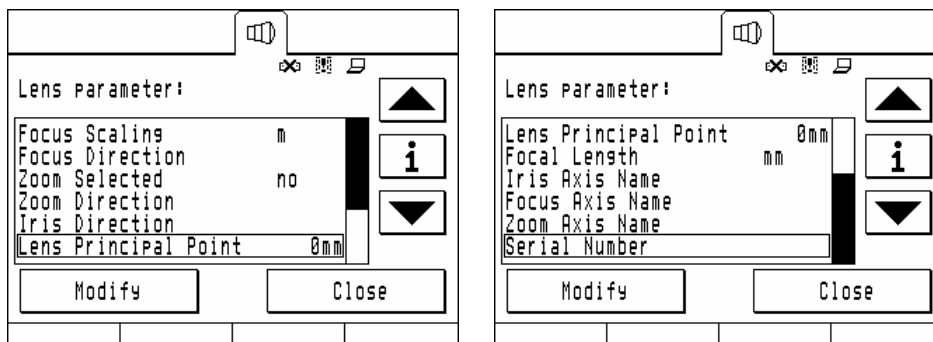 Lens parameter:
Focus Scaling m
Focus Direction
Zoom Selected no
Zoom Direction
Iris Direction
Lens Principal Point 0mm
i
Modify Close
Lens parameter:
Lens Principal Point 0mm
Focal Length mm
Iris Axis Name
Focus Axis Name
Zoom Axis Name
Serial Number
i
Modify Close